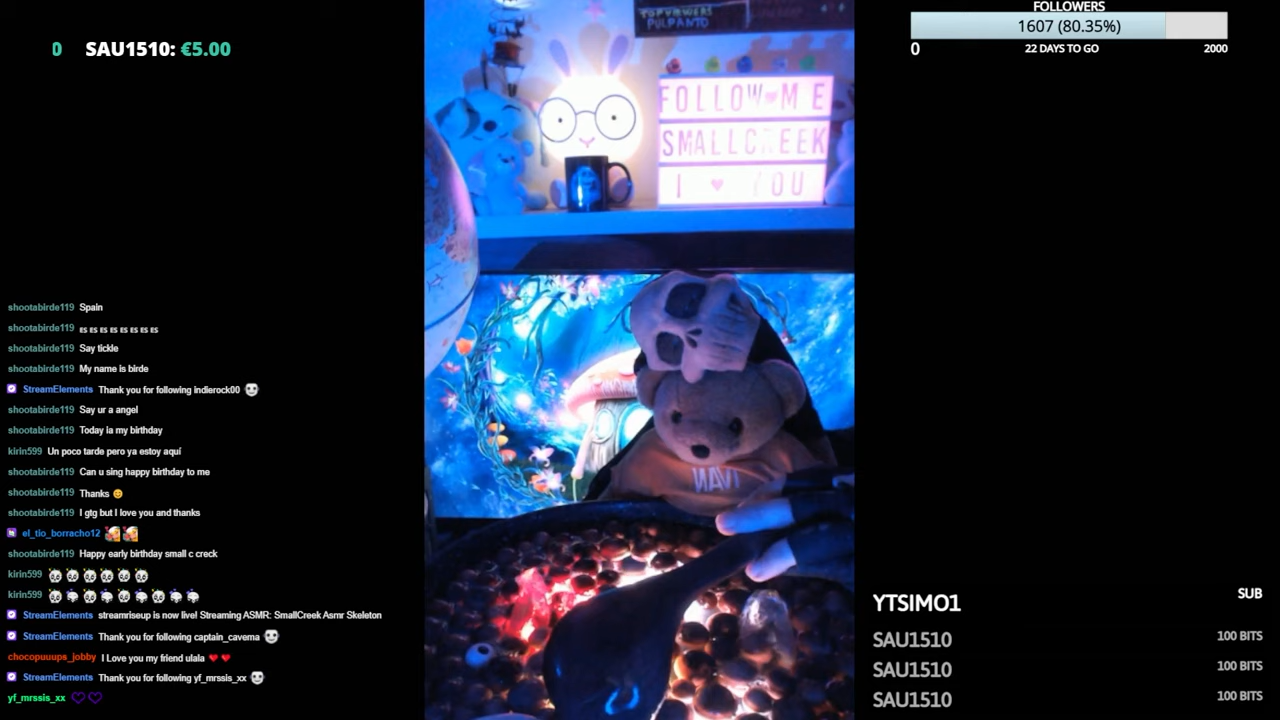 FOLLOWERS
1607 (80.35%)
0 22 DAYS TO GO 2000
0 SAU1510: €5.00
TOPVIEWERS
PULPANTO
FOLLOW♥ME
SMALLCREEK
I ♥ YOU
IVAN
shootabirde119 Spain
shootabirde119 ES ES ES ES ES ES ES ES
shootabirde119 Say tickle
shootabirde119 My name is birde
StreamElements Thank you for following indierock00
shootabirde119 Say ur a angel
shootabirde119 Today ia my birthday
kirin599 Un poco tarde pero ya estoy aquí
shootabirde119 Can u sing happy birthday to me
shootabirde119 Thanks 😊
shootabirde119 I gtg but I love you and thanks
el_tio_borracho12
shootabirde119 Happy early birthday small c creck
kirin599
kirin599
StreamElements streamriseup is now live! Streaming ASMR: SmallCreek Asmr Skeleton
StreamElements Thank you for following captain_cavema
chocopuuups_jobby I Love you my friend ulala ❤️ ❤️
StreamElements Thank you for following yf_mrssis_xx
yf_mrssis_xx
YTSIMO1 SUB
SAU1510 100 BITS
SAU1510 100 BITS
SAU1510 100 BITS